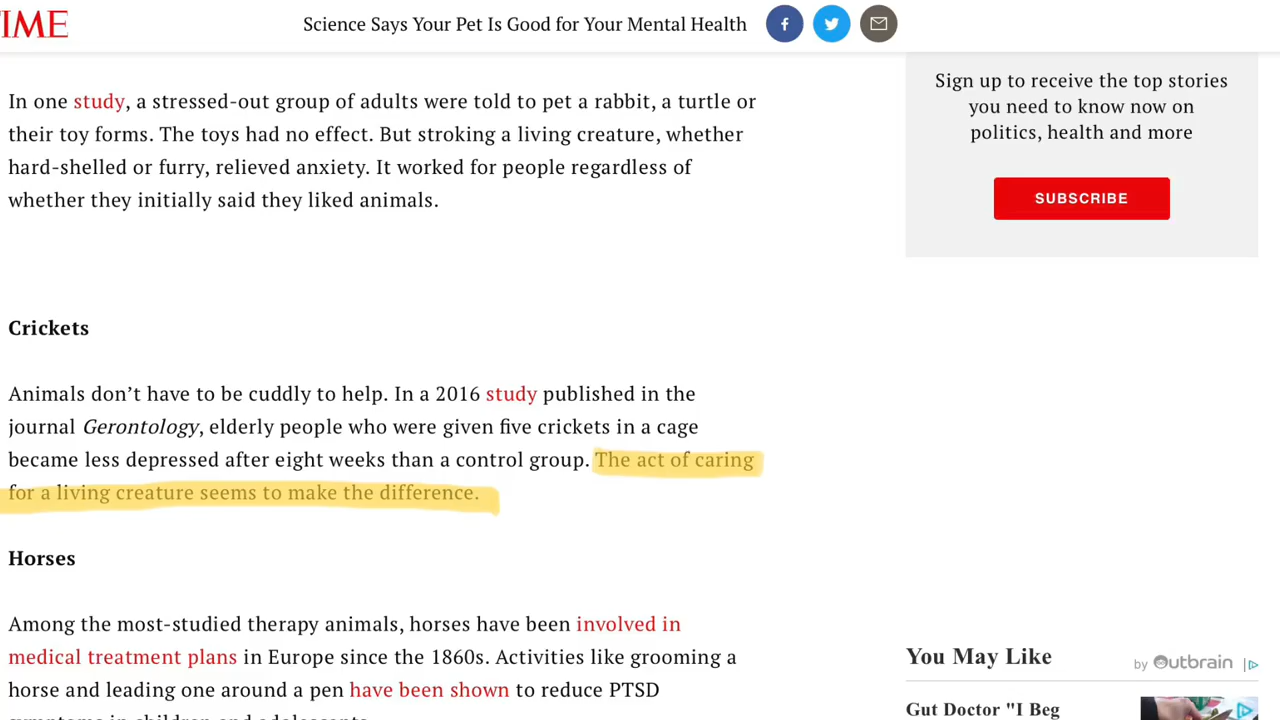 TIME
Science Says Your Pet Is Good for Your Mental Health
In one study, a stressed-out group of adults were told to pet a rabbit, a turtle or
their toy forms. The toys had no effect. But stroking a living creature, whether
hard-shelled or furry, relieved anxiety. It worked for people regardless of
whether they initially said they liked animals.
Crickets
Animals don’t have to be cuddly to help. In a 2016 study published in the
journal Gerontology, elderly people who were given five crickets in a cage
became less depressed after eight weeks than a control group. The act of caring
for a living creature seems to make the difference.
Horses
Among the most-studied therapy animals, horses have been involved in
medical treatment plans in Europe since the 1860s. Activities like grooming a
horse and leading one around a pen have been shown to reduce PTSD
symptoms in children and adolescents.
Sign up to receive the top stories
you need to know now on
politics, health and more
SUBSCRIBE
You May Like
by Outbrain
Gut Doctor "I Beg